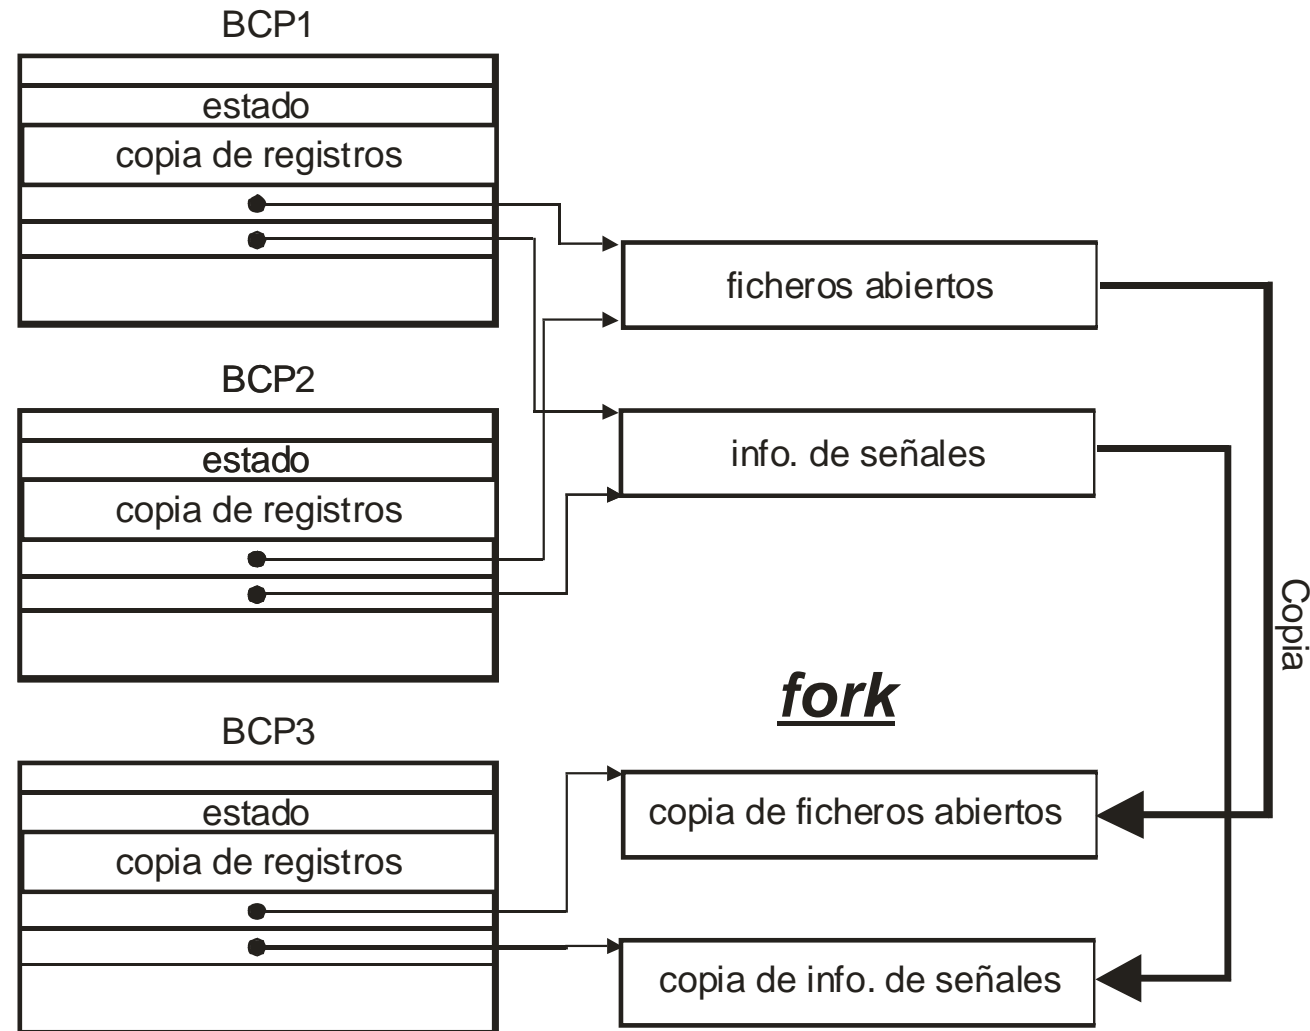 BCP1
estado
copia de registros
ficheros abiertos
BCP2
info. de señales
estado
copia de registros
Copia
fork
BCP3
copia de ficheros abiertos
estado
copia de registros
copia de info. de señales